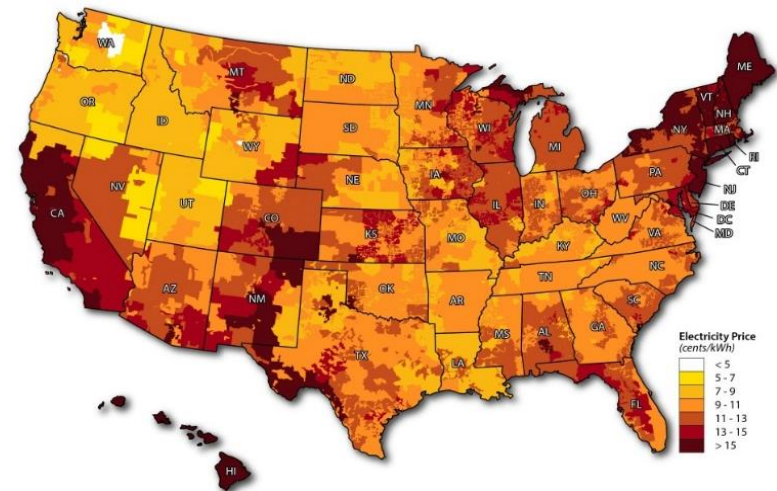 WA
MT
ND
MN
ME
VT
NH
OR
ID
SD
WI
NY
MA
WY
MI
RI
CT
IA
NE
PA
NJ
NV
UT
IL
IN
OH
DE
CA
CO
WV
DC
KS
MO
VA
MD
KY
NC
TN
AZ
NM
OK
AR
SC
MS
AL
GA
TX
LA
FL
HI
Electricity Price
(cents/kWh)
< 5
5 - 7
7 - 9
9 - 11
11 - 13
13 - 15
> 15